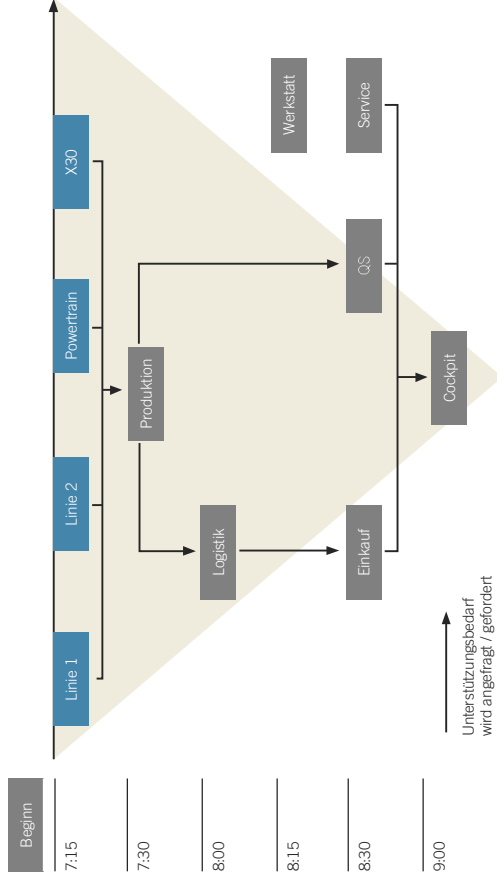 Beginn
7:15
7:30
8:00
8:15
8:30
9:00
Linie 1
Linie 2
Powertrain
X30
Produktion
Logistik
Werkstatt
Einkauf
QS
Service
Cockpit
Unterstützungsbedarf
wird angefragt / gefordert